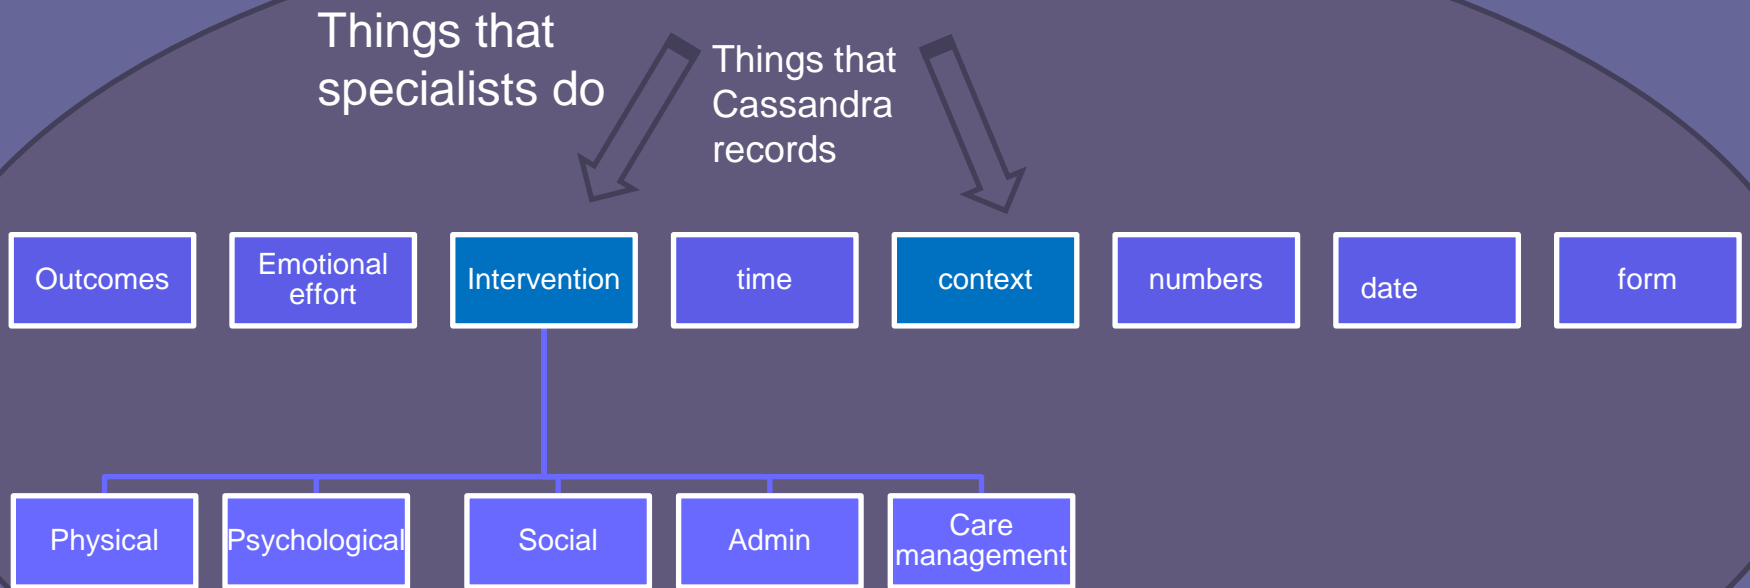 Things that
specialists do
Things that
Cassandra
records
Outcomes
Emotional
effort
Intervention
time
context
numbers
date
form
Physical
Psychological
Social
Admin
Care
management